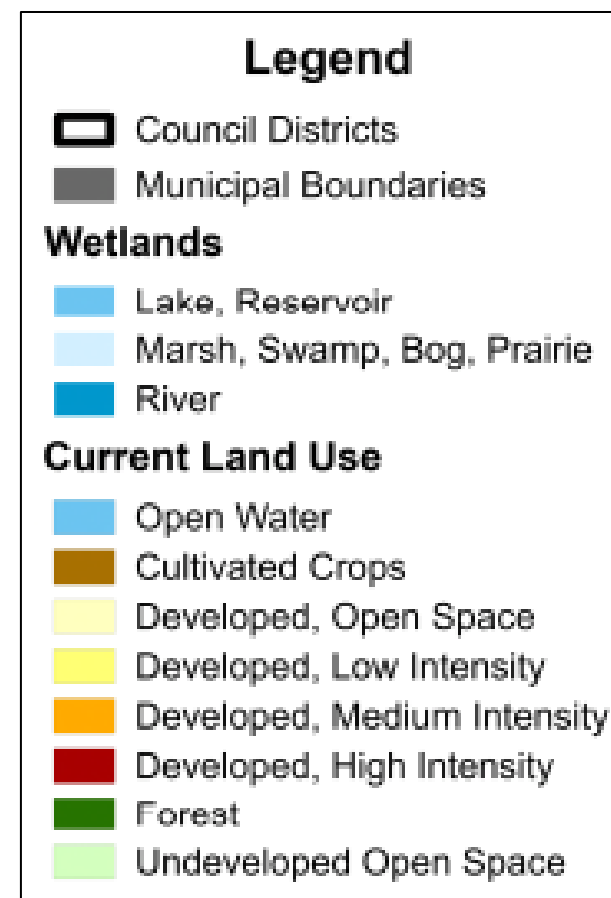 Legend
Council Districts
Municipal Boundaries
Wetlands
Lake, Reservoir
Marsh, Swamp, Bog, Prairie
River
Current Land Use
Open Water
Cultivated Crops
Developed, Open Space
Developed, Low Intensity
Developed, Medium Intensity
Developed, High Intensity
Forest
Undeveloped Open Space